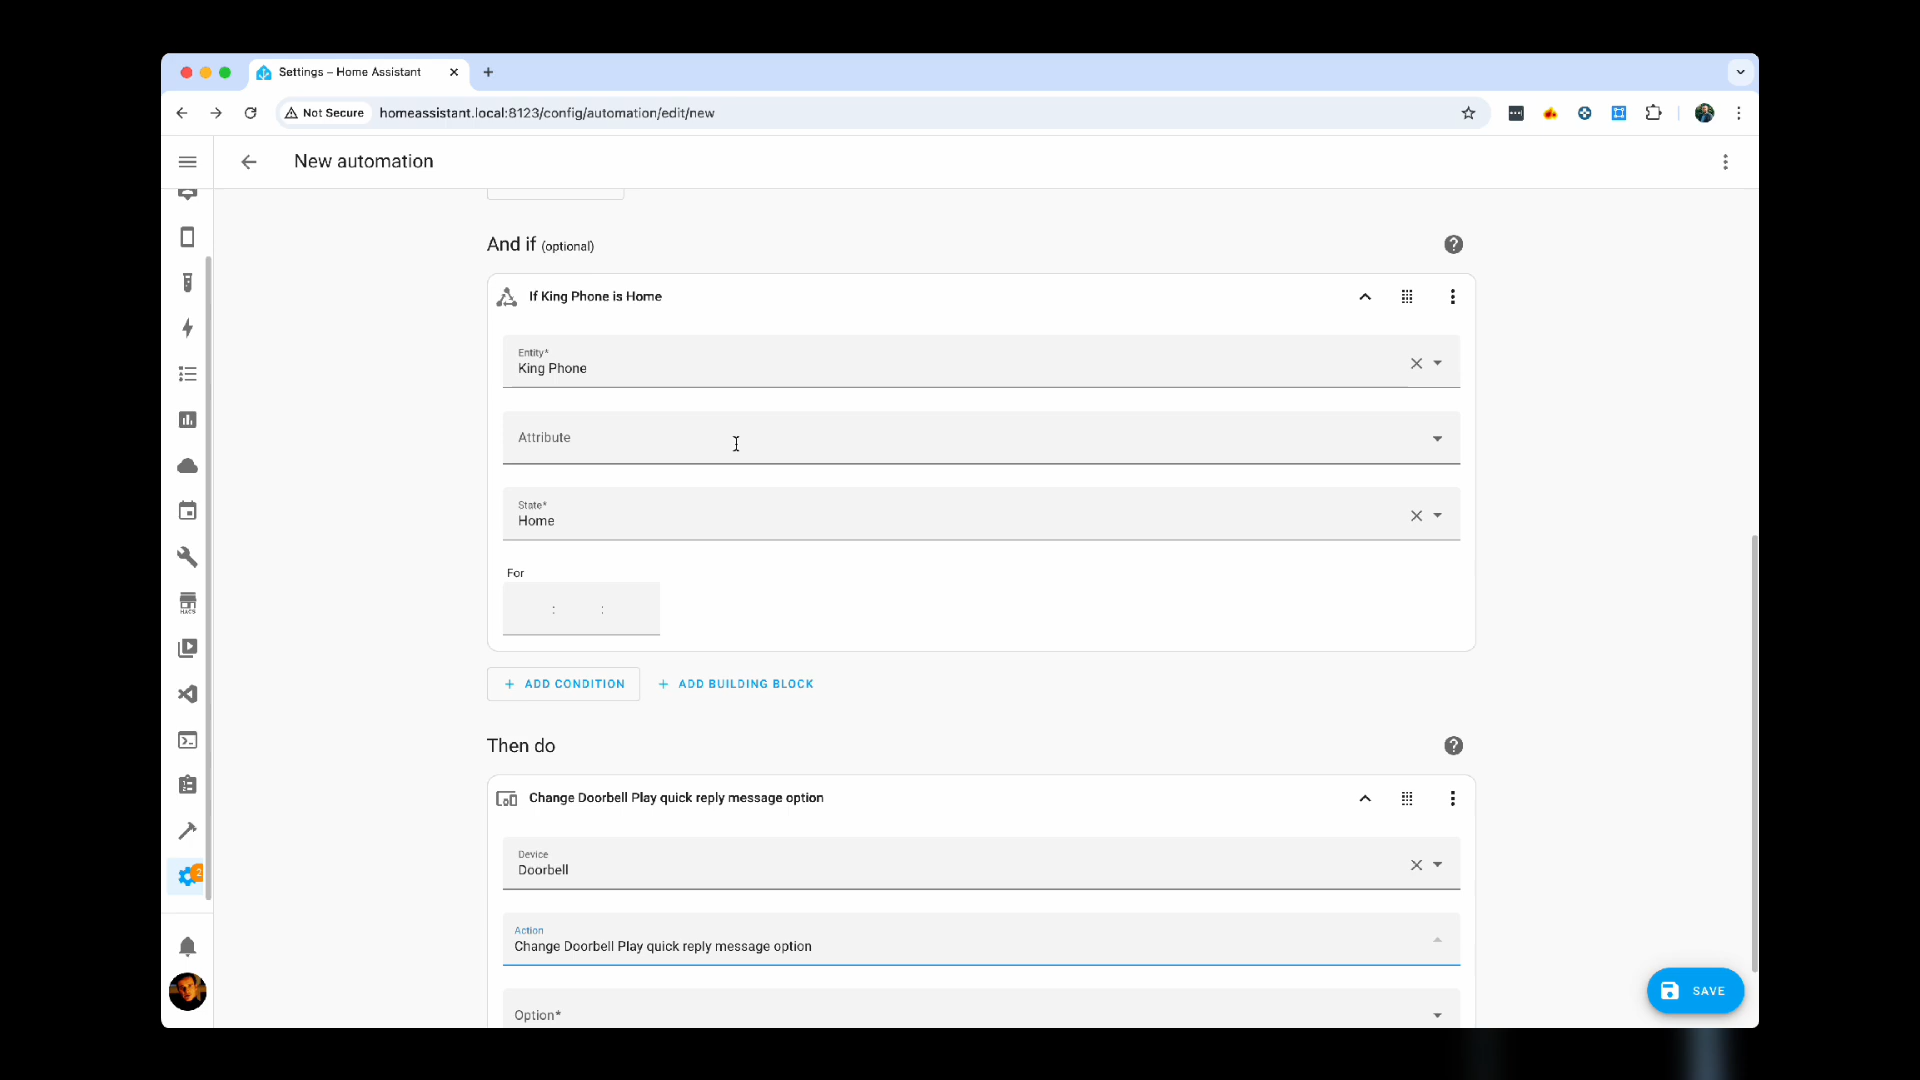 Settings – Home Assistant
Not Secure
homeassistant.local:8123/config/automation/edit/new
New automation
And if (optional)
If King Phone is Home
Entity*
King Phone
Attribute
State*
Home
For
: :
ADD CONDITION
ADD BUILDING BLOCK
Then do
Change Doorbell Play quick reply message option
Device
Doorbell
Action
Change Doorbell Play quick reply message option
Option*
HACS
2
SAVE